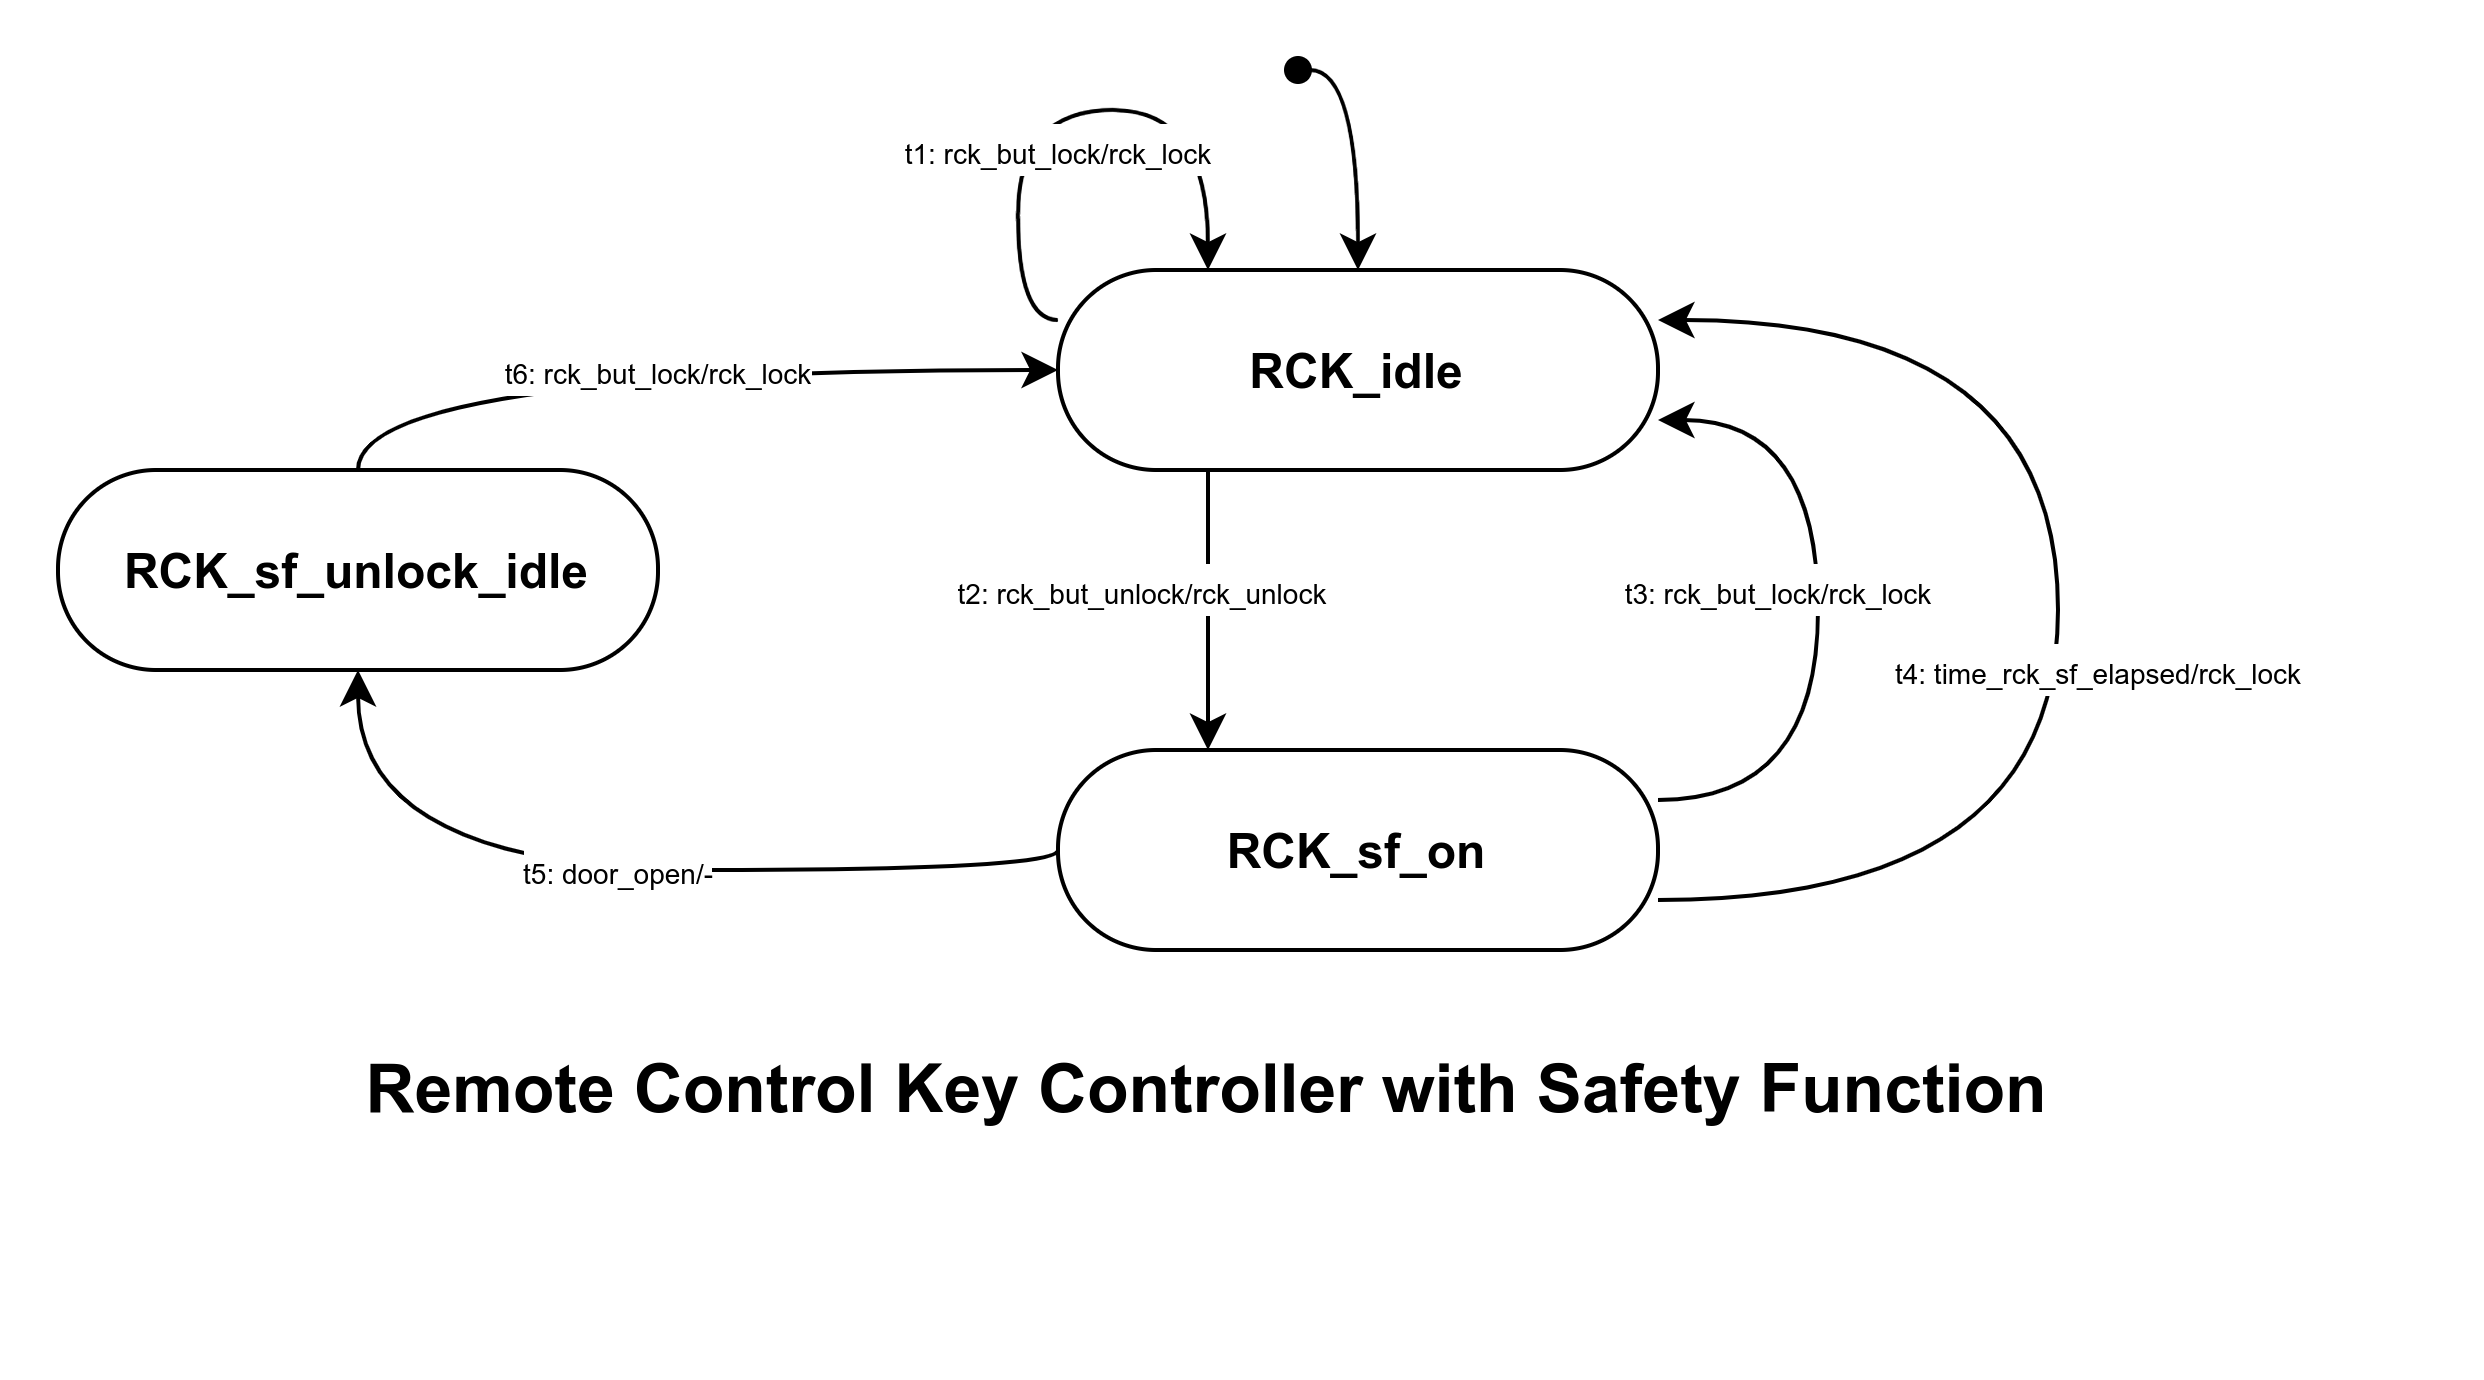 t1: rck_but_lock/rck_lock
t6: rck_but_lock/rck_lock
RCK_idle
RCK_sf_unlock_idle
t2: rck_but_unlock/rck_unlock
t3: rck_but_lock/rck_lock
t4: time_rck_sf_elapsed/rck_lock
RCK_sf_on
t5: door_open/-
Remote Control Key Controller with Safety Function